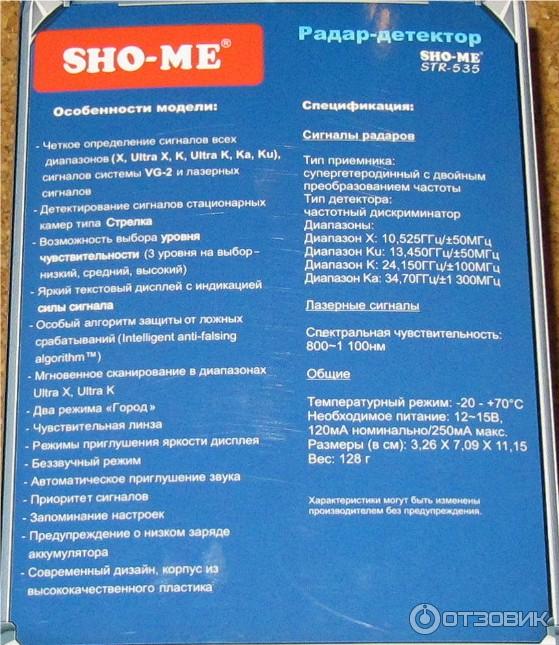 SHO-ME®
Особенности модели:
- Четкое определение сигналов всех
диапазонов (X, Ultra X, K, Ultra K, Ka, Ku),
сигналов системы VG-2 и лазерных
сигналов
- Детектирование сигналов стационарных
камер типа Стрелка
- Возможность выбора уровня
чувствительности (3 уровня на выбор–
низкий, средний, высокий)
- Яркий текстовый дисплей с индикацией
силы сигнала
- Особый алгоритм защиты от ложных
срабатываний (Intelligent anti-falsing
algorithm™)
- Мгновенное сканирование в диапазонах
Ultra X, Ultra K
- Два режима «Город»
- Чувствительная линза
- Режимы приглушения яркости дисплея
- Беззвучный режим
- Автоматическое приглушение звука
- Приоритет сигналов
- Запоминание настроек
- Предупреждение о низком заряде
аккумулятора
- Современный дизайн, корпус из
высококачественного пластика
Радар-детектор
SHO-ME®
STR-535
Спецификация:
Сигналы радаров
Тип приемника:
супергетеродинный с двойным
преобразованием частоты
Тип детектора:
частотный дискриминатор
Диапазоны:
Диапазон X: 10,525ГГц/±50МГц
Диапазон Ku: 13,450ГГц/±50МГц
Диапазон K: 24,150ГГц/±100МГц
Диапазон Ka: 34,70ГГц/±1 300МГц
Лазерные сигналы
Спектральная чувствительность:
800~1 100нм
Общие
Температурный режим: -20 - +70°C
Необходимое питание: 12~15В,
120мА номинально/250мА макс.
Размеры (в см): 3,26 X 7,09 X 11,15
Вес: 128 г
Характеристики могут быть изменены
производителем без предупреждения.
ОТЗОВИК